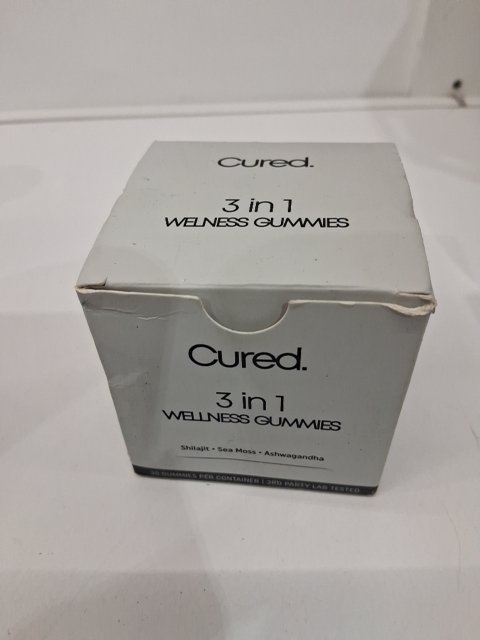 Cured.
3 in 1
WELNESS GUMMIES
Cured.
3 in 1
WELLNESS GUMMIES
Shilajit • Sea Moss • Ashwagandha
30 GUMMIES PER CONTAINER | 3RD PARTY LAB TESTED